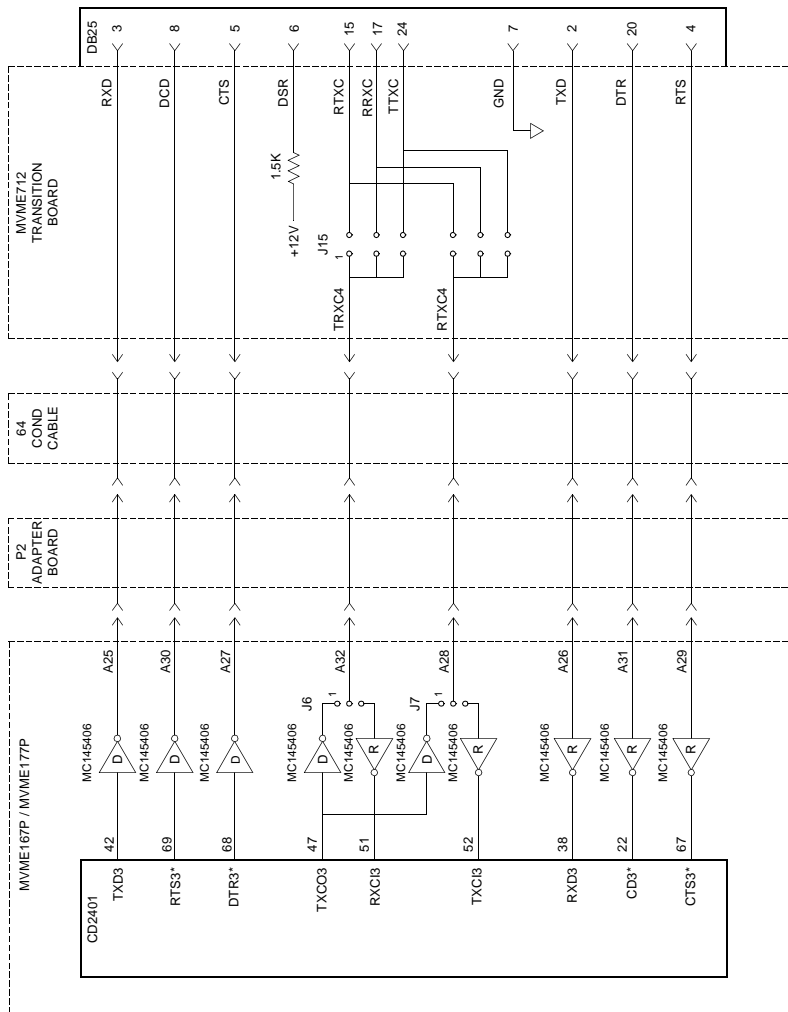 DB25
3
8
5
6
15
17
24
7
2
20
4
RXD
DCD
CTS
DSR
RTXC
RRXC
TTXC
GND
TXD
DTR
RTS
MVME712
TRANSITION
BOARD
1.5K
+12V
J15
1
TRXC4
RTXC4
64
COND
CABLE
P2
ADAPTER
BOARD
MVME167P / MVME177P
A25
A30
A27
A32
A28
A26
A31
A29
J6
1
J7
1
MC145406
MC145406
MC145406
MC145406
MC145406
MC145406
MC145406
MC145406
MC145406
MC145406
D
D
D
D
R
D
R
R
R
R
42
69
68
47
51
52
38
22
67
CD2401
TXD3
RTS3*
DTR3*
TXCO3
RXCI3
TXCI3
RXD3
CD3*
CTS3*